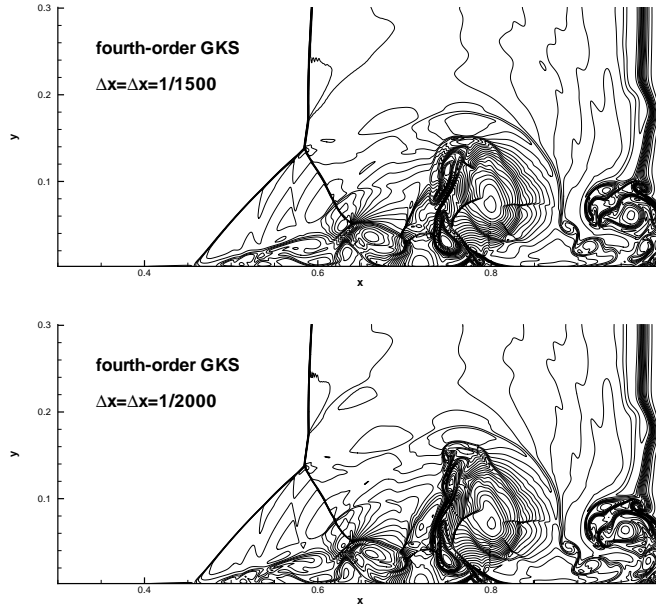 0.3
fourth-order GKS
Δx=Δx=1/1500
0.2
y
0.1
0.4
0.6
0.8
x
0.3
fourth-order GKS
Δx=Δx=1/2000
0.2
y
0.1
0.4
0.6
0.8
x